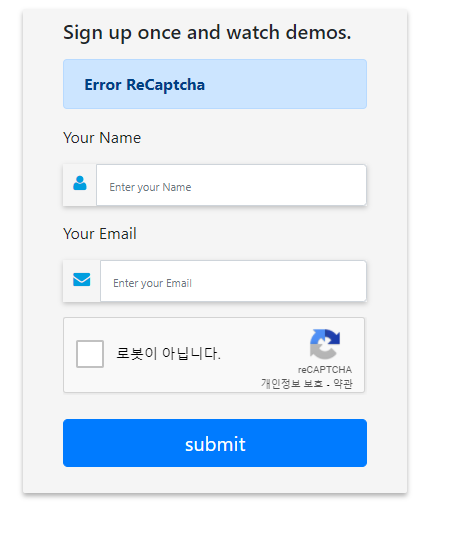 Sign up once and watch demos.
Error ReCaptcha
Your Name
Enter your Name
Your Email
Enter your Email
로봇이 아닙니다.
reCAPTCHA
개인정보 보호 - 약관
submit